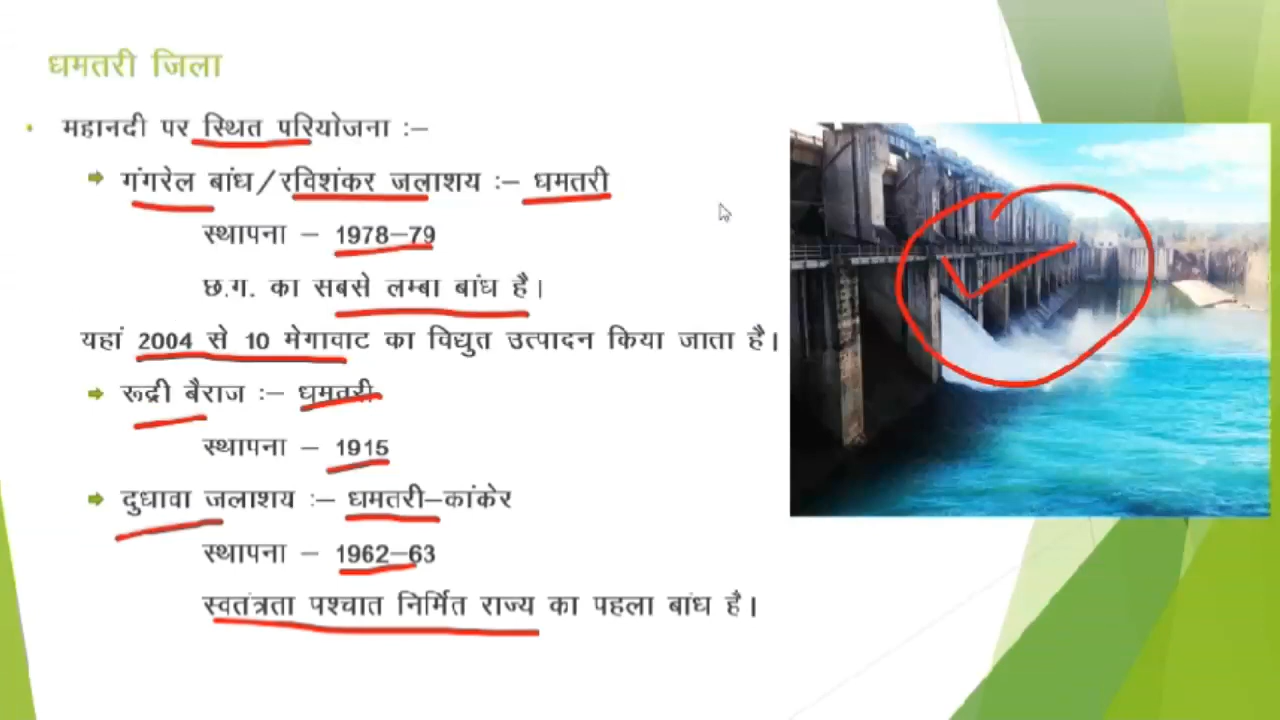 धमतरी जिला
महानदी पर स्थित परियोजना :–
गंगरेल बांध/रविशंकर जलाशय :– धमतरी
स्थापना – 1978–79
छ.ग. का सबसे लम्बा बांध है।
यहां 2004 से 10 मेगावाट का विद्युत उत्पादन किया जाता है।
रूद्री बैराज :– धमतरी
स्थापना – 1915
दुधावा जलाशय :– धमतरी–कांकेर
स्थापना – 1962–63
स्वतंत्रता पश्चात निर्मित राज्य का पहला बांध है।